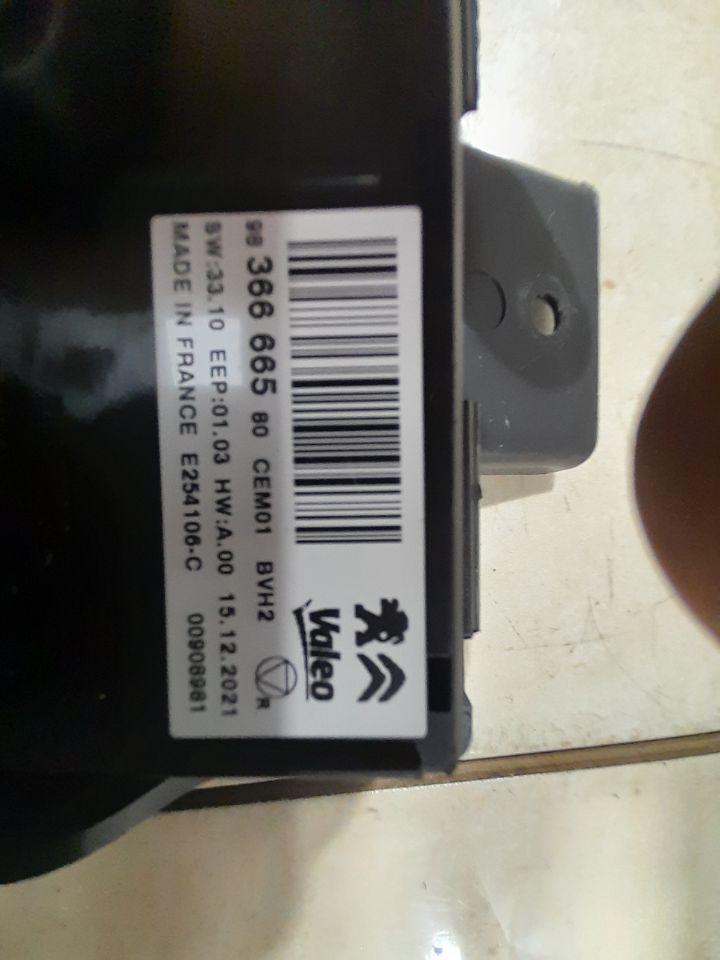 Valeo
98 366 665 80 CEM01 BVH2 R
SW:33.10 EEP:01.03 HW:A.00 15.12.2021
MADE IN FRANCE E254106-C 00908981